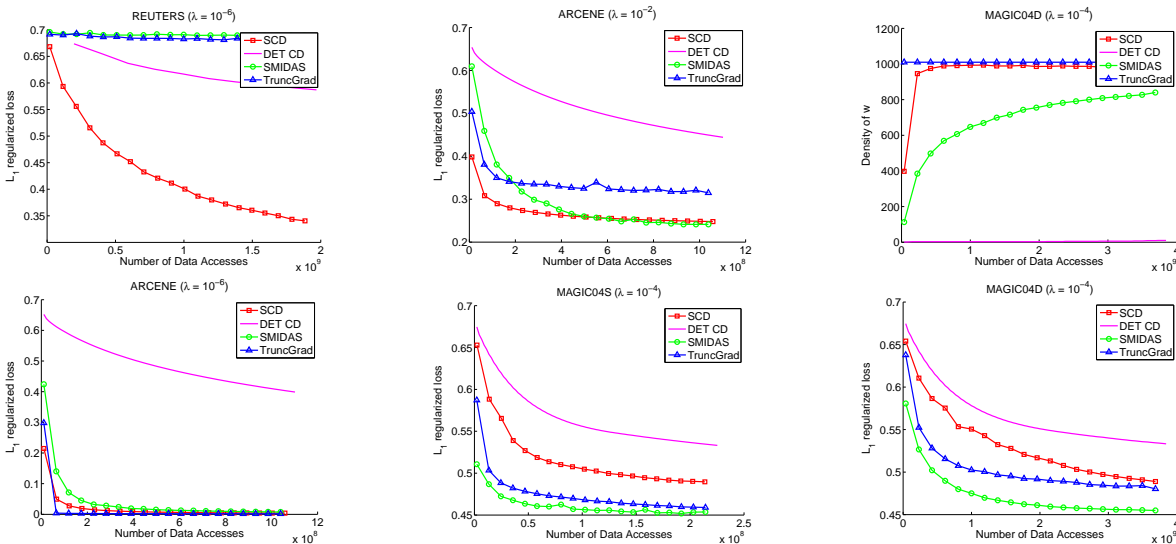 REUTERS (λ = 10⁻⁶)
L₁ regularized loss
0.7
0.65
0.6
0.55
0.5
0.45
0.4
0.35
0
0.5
1
1.5
2
x 10⁹
Number of Data Accesses
SCD
DET CD
SMIDAS
TruncGrad
ARCENE (λ = 10⁻²)
L₁ regularized loss
0.7
0.6
0.5
0.4
0.3
0.2
0
2
4
6
8
10
12
x 10⁸
Number of Data Accesses
SCD
DET CD
SMIDAS
TruncGrad
MAGIC04D (λ = 10⁻⁴)
Density of w
1200
1000
800
600
400
200
0
0
1
2
3
4
x 10⁹
Number of Data Accesses
SCD
DET CD
SMIDAS
TruncGrad
ARCENE (λ = 10⁻⁶)
L₁ regularized loss
0.7
0.6
0.5
0.4
0.3
0.2
0.1
0
0
2
4
6
8
10
12
x 10⁸
Number of Data Accesses
SCD
DET CD
SMIDAS
TruncGrad
MAGIC04S (λ = 10⁻⁴)
L₁ regularized loss
0.7
0.65
0.6
0.55
0.5
0.45
0
0.5
1
1.5
2
2.5
x 10⁸
Number of Data Accesses
SCD
DET CD
SMIDAS
TruncGrad
MAGIC04D (λ = 10⁻⁴)
L₁ regularized loss
0.7
0.65
0.6
0.55
0.5
0.45
0
1
2
3
4
x 10⁹
Number of Data Accesses
SCD
DET CD
SMIDAS
TruncGrad